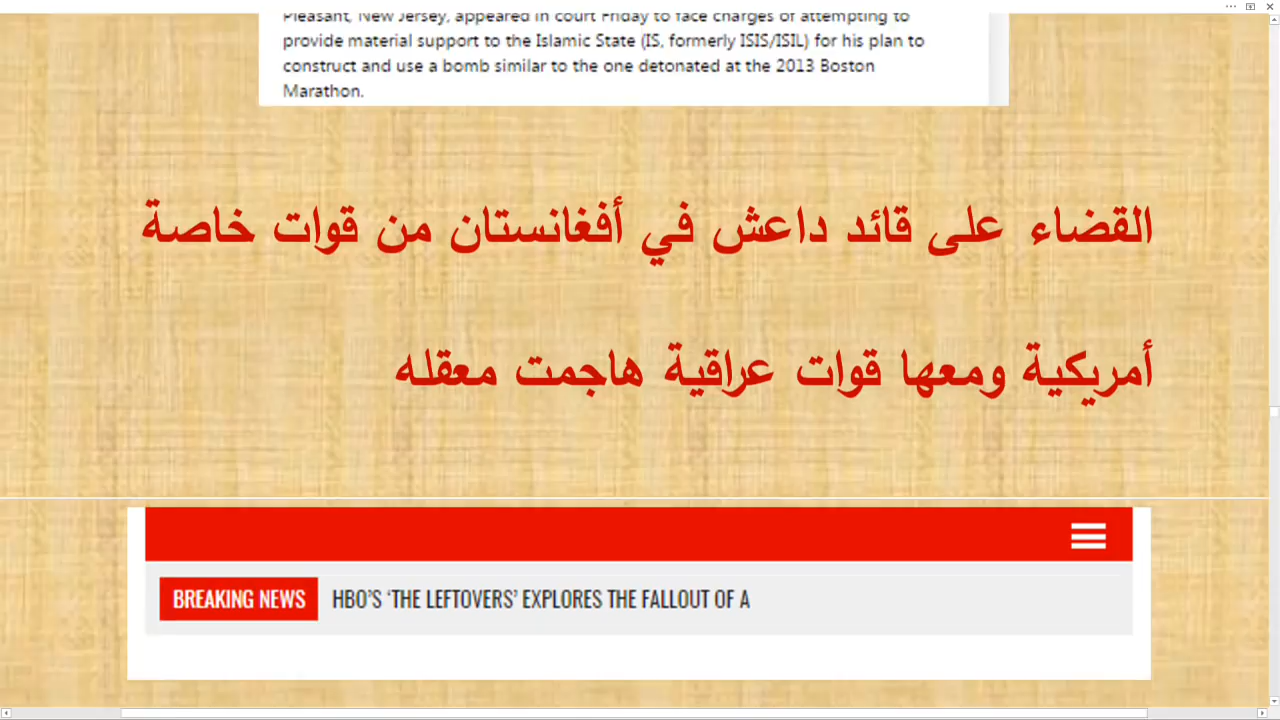 Pleasant, New Jersey, appeared in court Friday to face charges of attempting to
provide material support to the Islamic State (IS, formerly ISIS/ISIL) for his plan to
construct and use a bomb similar to the one detonated at the 2013 Boston
Marathon.
القضاء على قائد داعش في أفغانستان من قوات خاصة
أمريكية ومعها قوات عراقية هاجمت معقله
BREAKING NEWS HBO'S ‘THE LEFTOVERS’ EXPLORES THE FALLOUT OF A